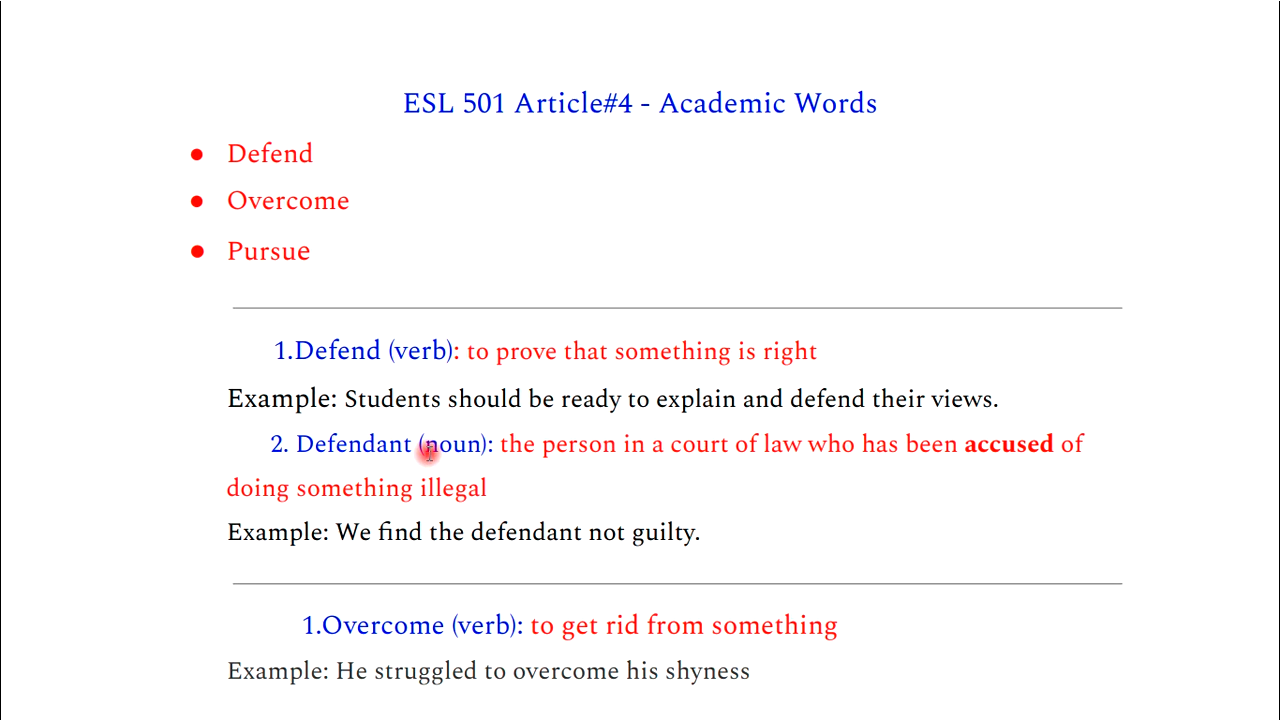 ESL 501 Article#4 - Academic Words
● Defend
● Overcome
● Pursue
1.Defend (verb): to prove that something is right
Example: Students should be ready to explain and defend their views.
2. Defendant (noun): the person in a court of law who has been accused of
doing something illegal
Example: We find the defendant not guilty.
1.Overcome (verb): to get rid from something
Example: He struggled to overcome his shyness